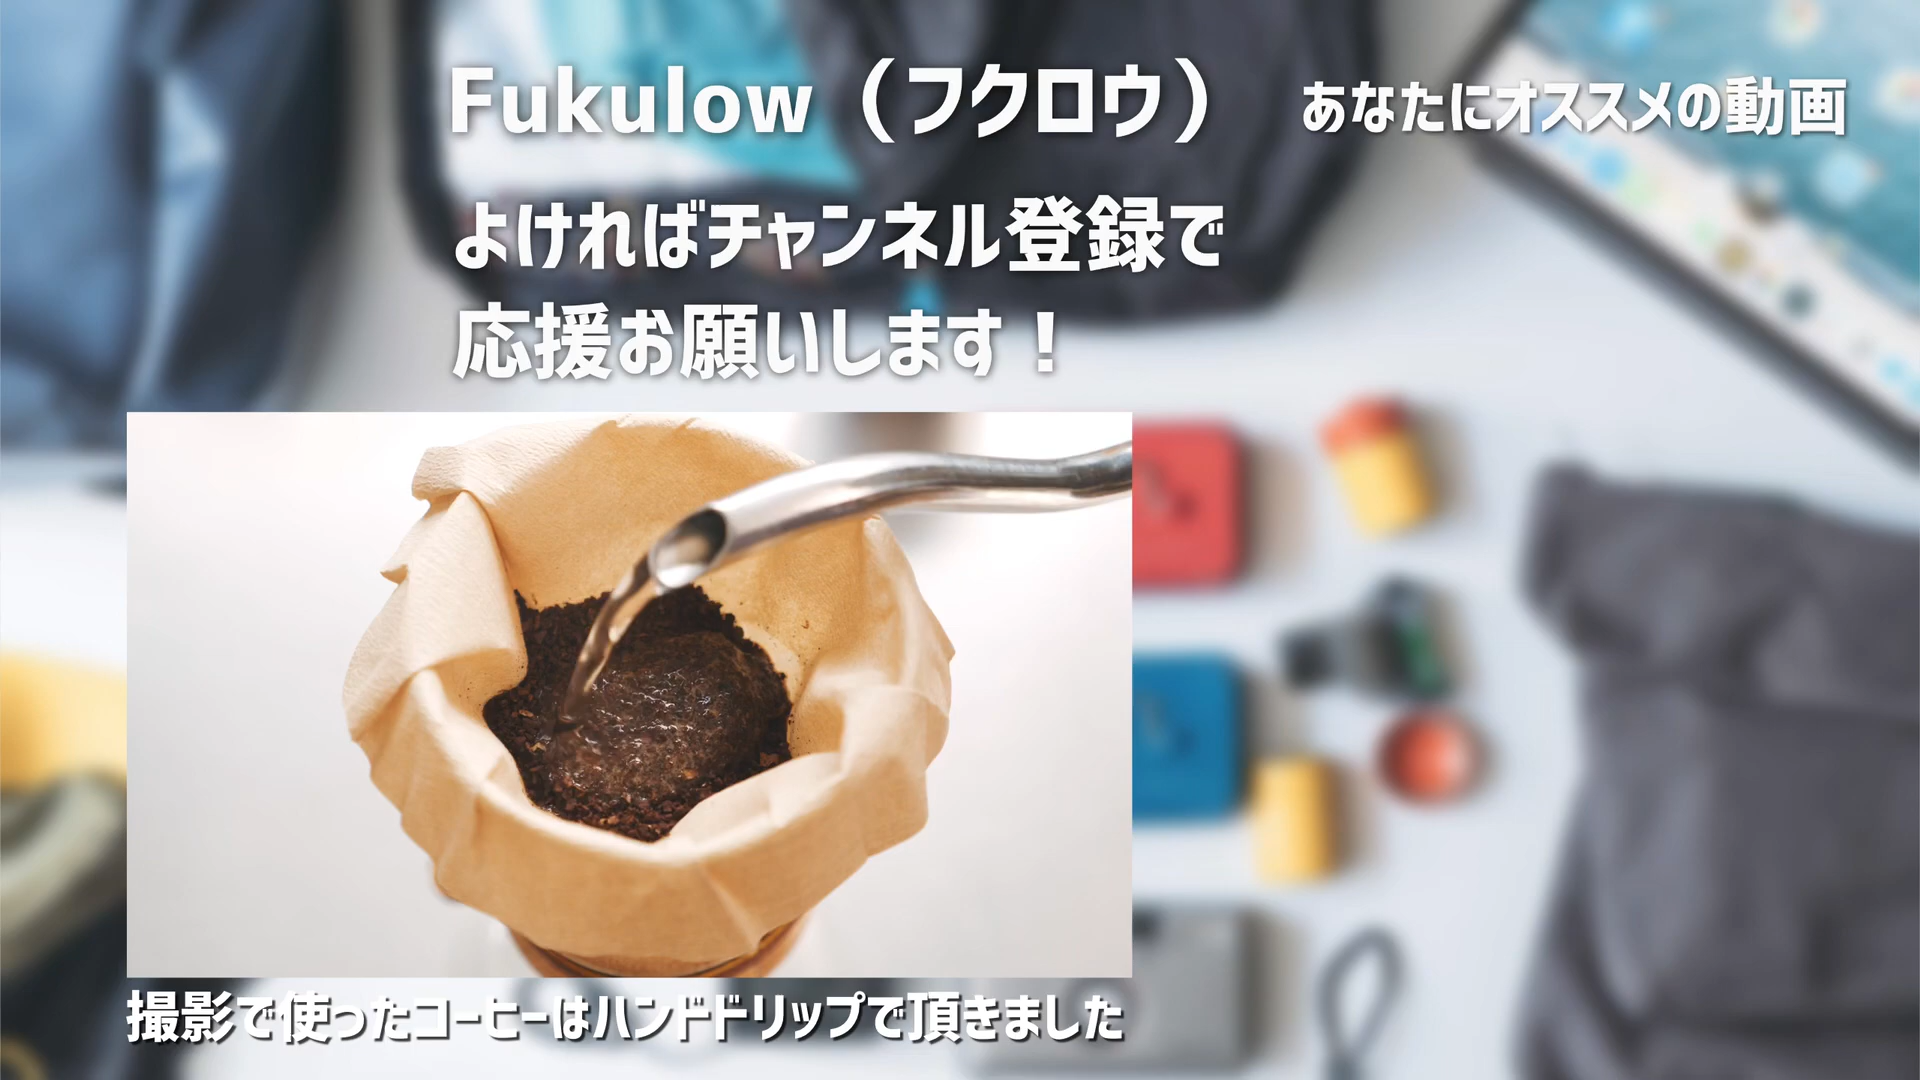 Fukulow（フクロウ）
あなたにオススメの動画
よければチャンネル登録で
応援お願いします！
撮影で使ったコーヒーはハンドドリップで頂きました